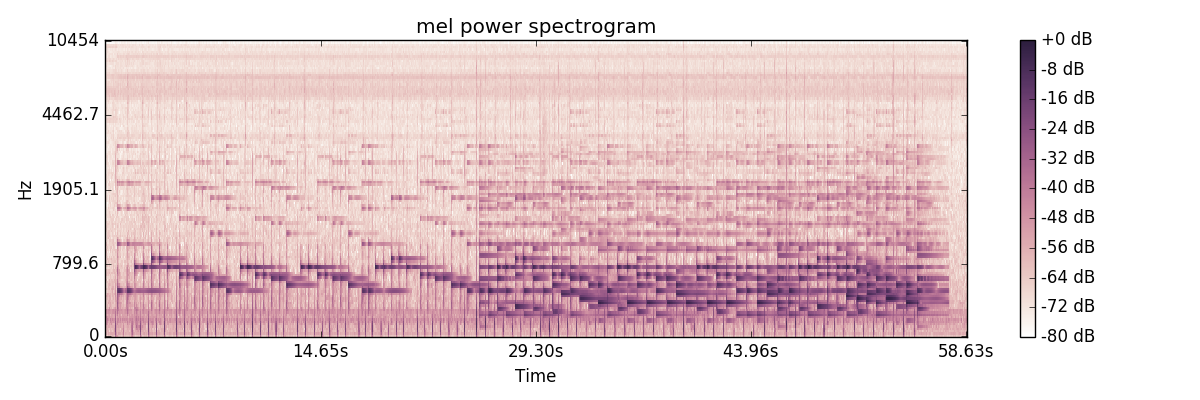 mel power spectrogram
10454
4462.7
1905.1
799.6
0
Hz
0.00s 14.65s 29.30s 43.96s 58.63s
Time
+0 dB
-8 dB
-16 dB
-24 dB
-32 dB
-40 dB
-48 dB
-56 dB
-64 dB
-72 dB
-80 dB